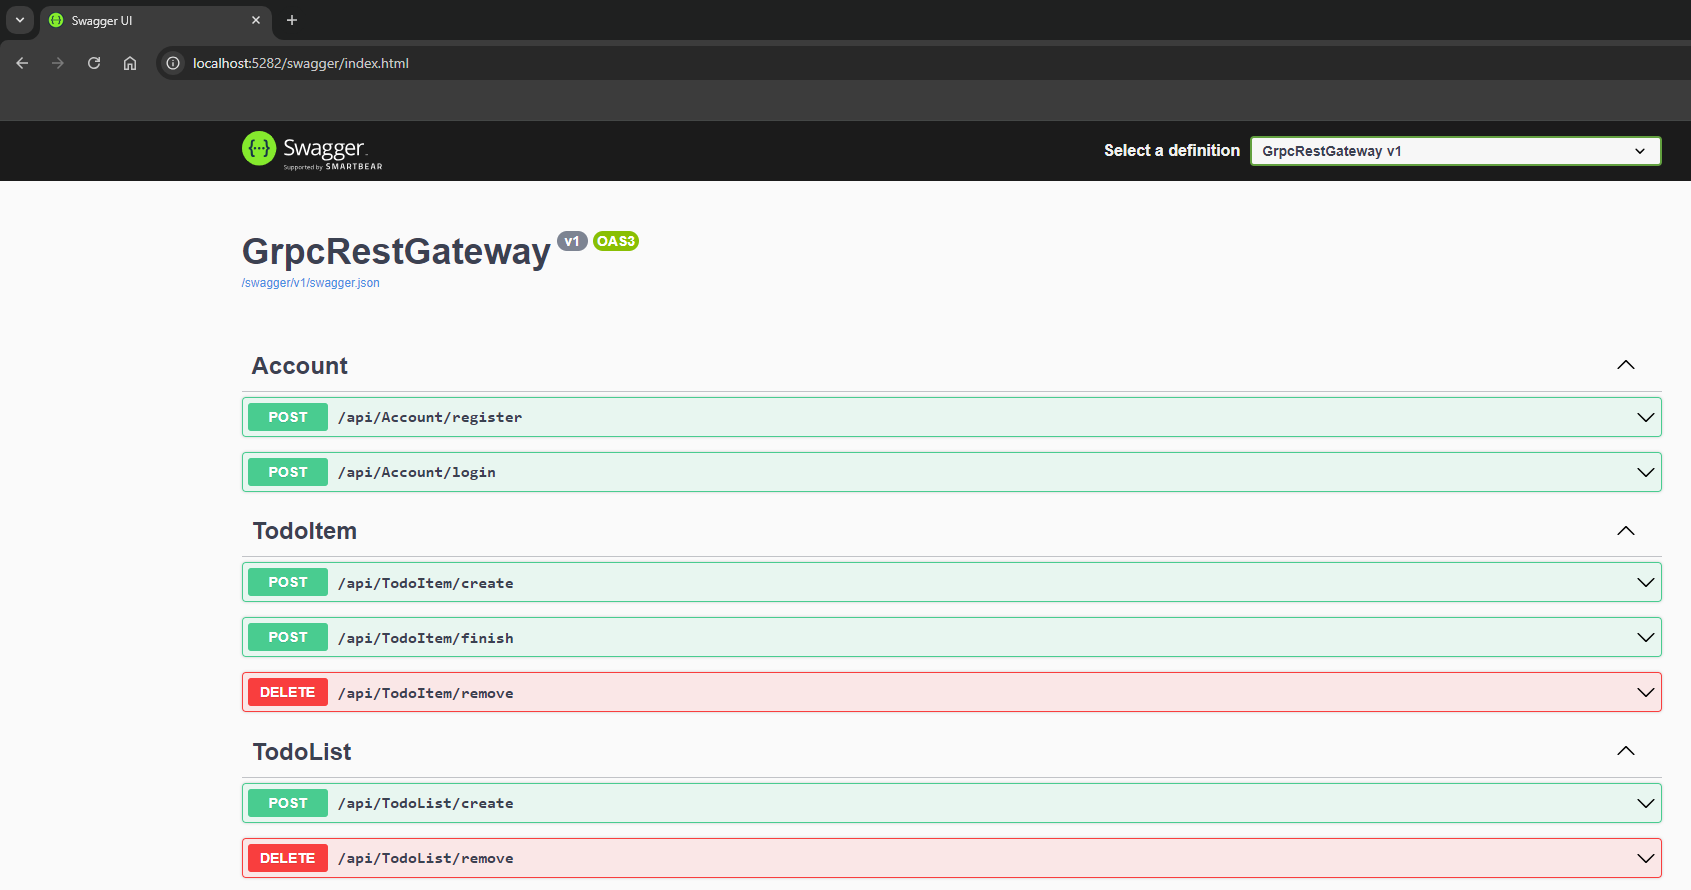 Swagger UI
localhost:5282/swagger/index.html
Swagger
Supported by SMARTBEAR
Select a definition
GrpcRestGateway v1
GrpcRestGateway v1 OAS3
/swagger/v1/swagger.json
Account
POST /api/Account/register
POST /api/Account/login
TodoItem
POST /api/TodoItem/create
POST /api/TodoItem/finish
DELETE /api/TodoItem/remove
TodoList
POST /api/TodoList/create
DELETE /api/TodoList/remove